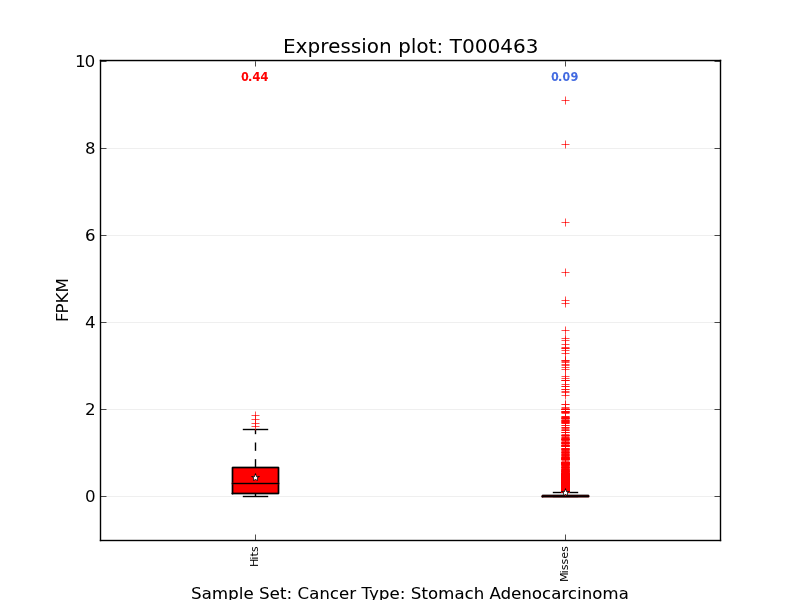 Expression plot: T000463
10
0.44
0.09
8
6
FPKM
4
2
0
Hits
Misses
Sample Set: Cancer Type: Stomach Adenocarcinoma